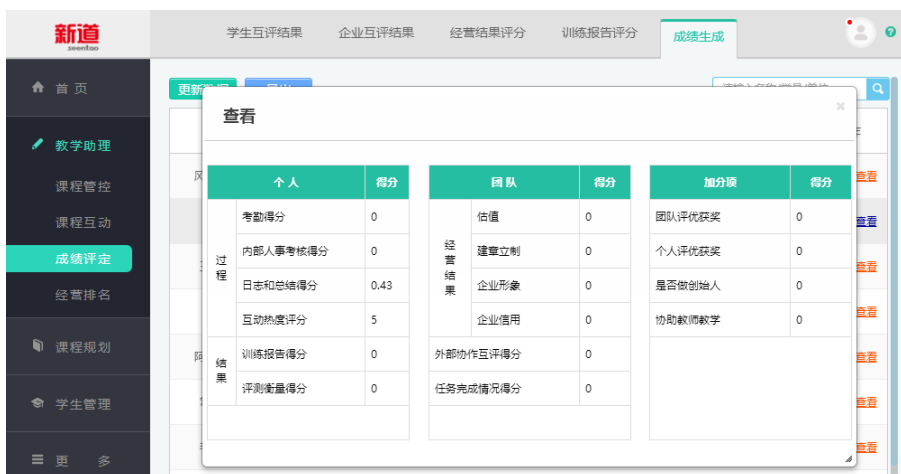 新道
seentao
学生互评结果 企业互评结果 经营结果评分 训练报告评分 成绩生成
首页
教学助理
课程管控
课程互动
成绩评定
经营排名
课程规划
学生管理
更 多
查看
个人 得分 团队 得分 加分项 得分
过程 考勤得分 0 经营结果 估值 0 团队评优获奖 0
内部人事考核得分 0 建章立制 0 个人评优获奖 0
日志和总结得分 0.43 企业形象 0 是否做创始人 0
互动热度评分 5 企业信用 0 协助教师教学 0
结果 训练报告得分 0 外部协作互评得分 0
评测衡量得分 0 任务完成情况得分 0
查看
查看
查看
查看
查看
查看
查看